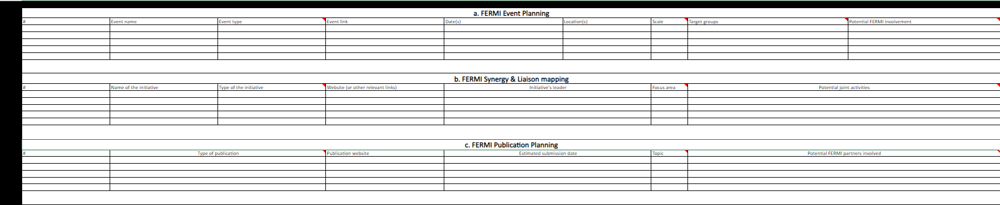 a. FERMI Event Planning
# Event name Event type Event link Date(s) Location(s) Scale Target groups Potential FERMI involvement
b. FERMI Synergy & Liaison mapping
# Name of the initiative Type of the initiative Website (or other relevant links) Initiative's leader Focus area Potential joint activities
c. FERMI Publication Planning
# Type of publication Publication website Estimated submission date Topic Potential FERMI partners involved